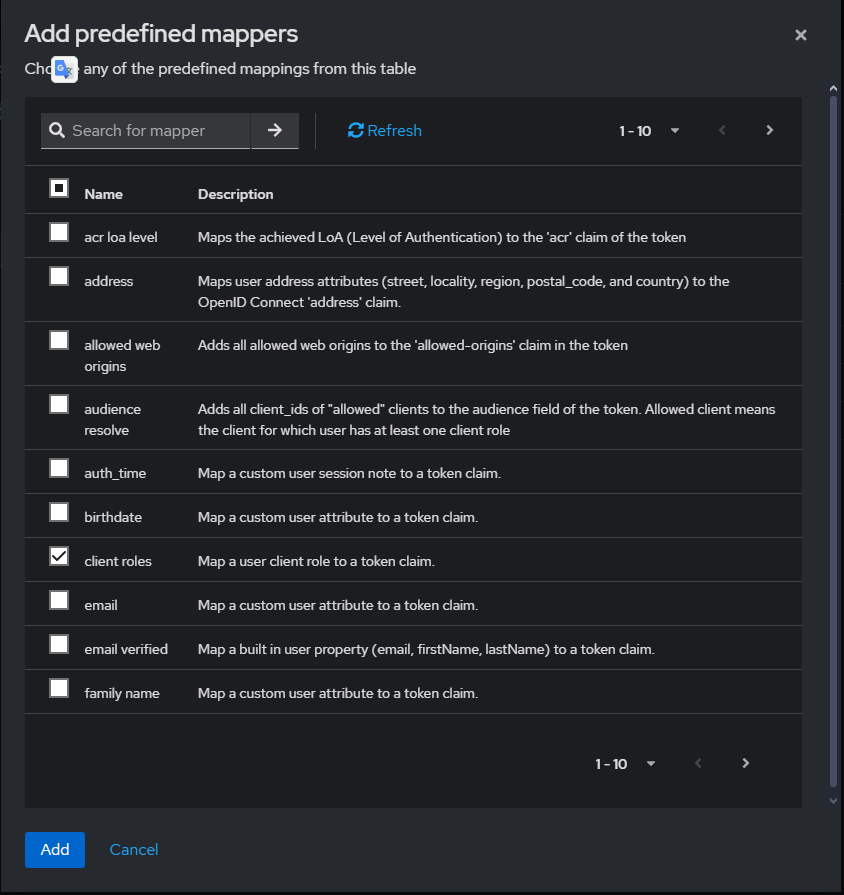 Add predefined mappers
any of the predefined mappings from this table
Search for mapper
Refresh
1 - 10
Name Description
acr loa level Maps the achieved LoA (Level of Authentication) to the 'acr' claim of the token
address Maps user address attributes (street, locality, region, postal_code, and country) to the
OpenID Connect 'address' claim.
allowed web Adds all allowed web origins to the 'allowed-origins' claim in the token
origins
audience Adds all client_ids of "allowed" clients to the audience field of the token. Allowed client means
resolve the client for which user has at least one client role
auth_time Map a custom user session note to a token claim.
birthdate Map a custom user attribute to a token claim.
client roles Map a user client role to a token claim.
email Map a custom user attribute to a token claim.
email verified Map a built in user property (email, firstName, lastName) to a token claim.
family name Map a custom user attribute to a token claim.
1 - 10
Add Cancel